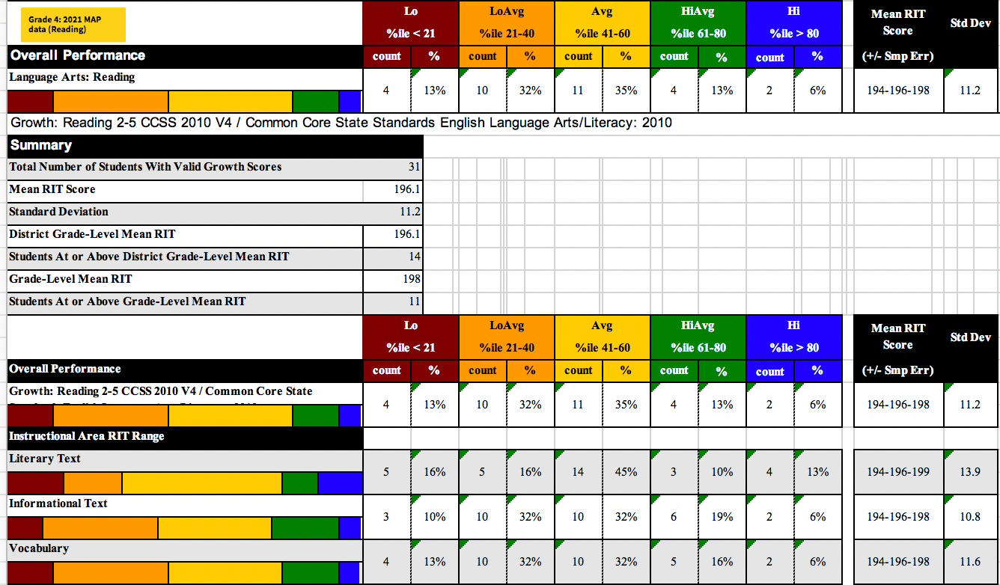 Grade 4: 2021 MAP
data (Reading)
Lo LoAvg Avg HiAvg Hi Mean RIT Score Std Dev
%ile < 21 %ile 21-40 %ile 41-60 %ile 61-80 %ile > 80
Overall Performance count % count % count % count % count % (+/- Smp Err)
Language Arts: Reading
4 13% 10 32% 11 35% 4 13% 2 6% 194-196-198 11.2
Growth: Reading 2-5 CCSS 2010 V4 / Common Core State Standards English Language Arts/Literacy: 2010
Summary
Total Number of Students With Valid Growth Scores 31
Mean RIT Score 196.1
Standard Deviation 11.2
District Grade-Level Mean RIT 196.1
Students At or Above District Grade-Level Mean RIT 14
Grade-Level Mean RIT 198
Students At or Above Grade-Level Mean RIT 11
Lo LoAvg Avg HiAvg Hi Mean RIT Score Std Dev
%ile < 21 %ile 21-40 %ile 41-60 %ile 61-80 %ile > 80
Overall Performance count % count % count % count % count % (+/- Smp Err)
Growth: Reading 2-5 CCSS 2010 V4 / Common Core State
4 13% 10 32% 11 35% 4 13% 2 6% 194-196-198 11.2
Instructional Area RIT Range
Literary Text
5 16% 5 16% 14 45% 3 10% 4 13% 194-196-199 13.9
Informational Text
3 10% 10 32% 10 32% 6 19% 2 6% 194-196-198 10.8
Vocabulary
4 13% 10 32% 10 32% 5 16% 2 6% 194-196-198 11.6